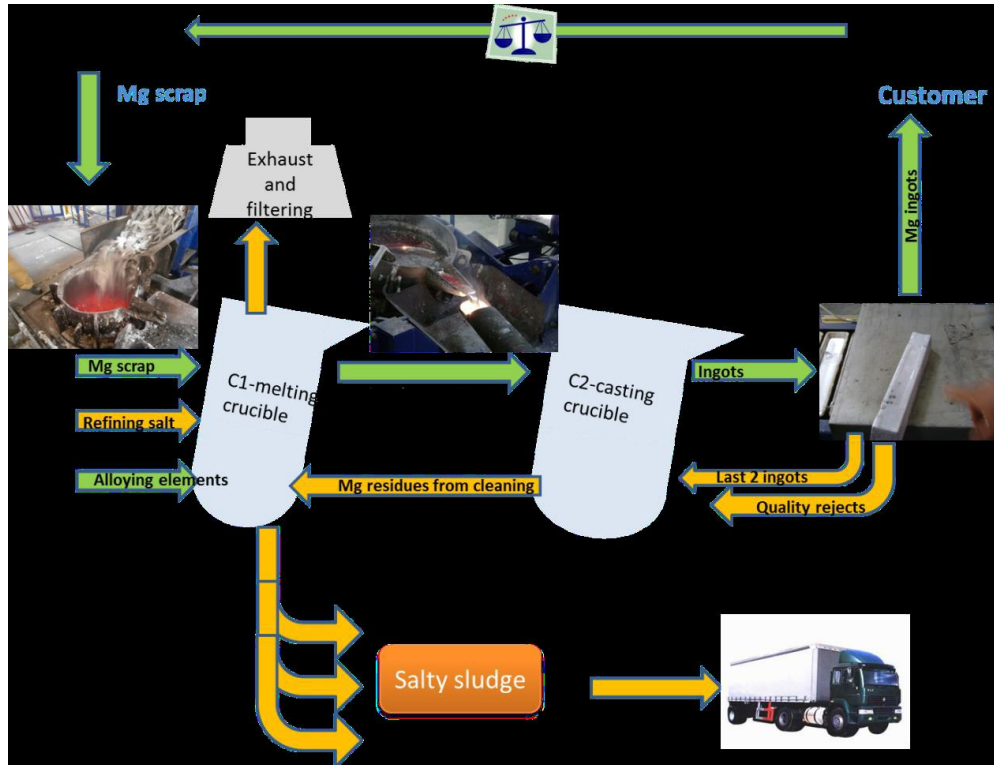 Mg scrap
Customer
Exhaust
and
filtering
Mg ingots
Mg scrap
C1-melting
crucible
C2-casting
crucible
Ingots
Refining salt
Alloying elements
Mg residues from cleaning
Last 2 ingots
Quality rejects
Salty sludge